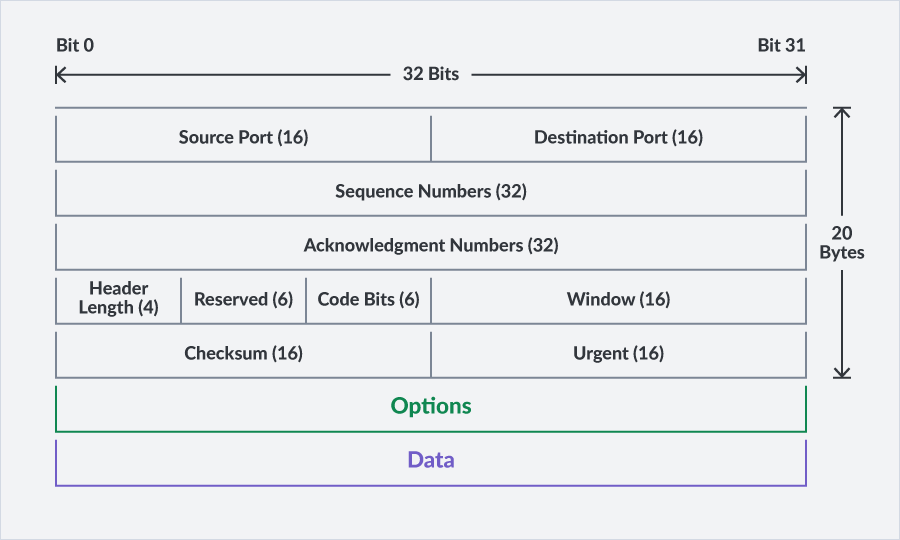 Bit 0
Bit 31
32 Bits
Source Port (16)
Destination Port (16)
Sequence Numbers (32)
Acknowledgment Numbers (32)
20
Bytes
Header
Length (4)
Reserved (6)
Code Bits (6)
Window (16)
Checksum (16)
Urgent (16)
Options
Data